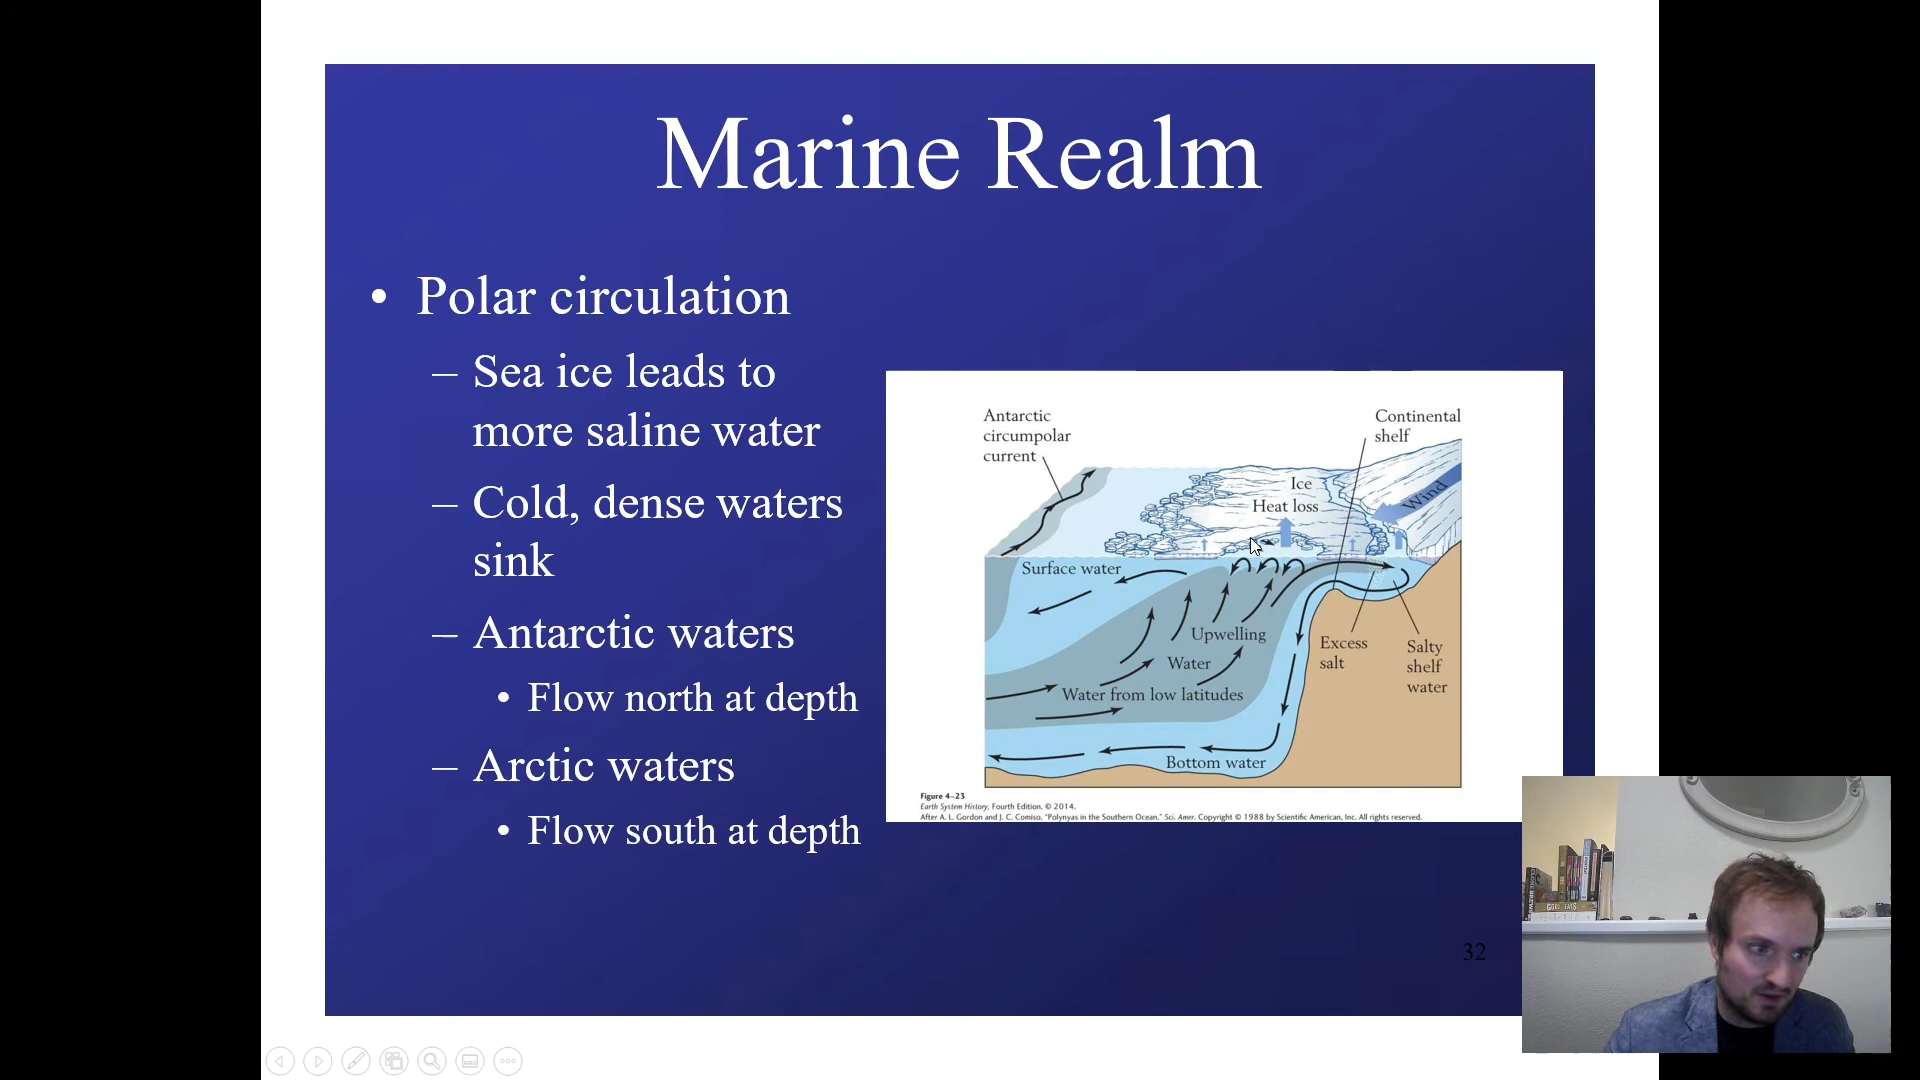 Marine Realm
• Polar circulation
– Sea ice leads to
more saline water
– Cold, dense waters
sink
– Antarctic waters
• Flow north at depth
– Arctic waters
• Flow south at depth
Antarctic
circumpolar
current
Continental
shelf
Ice
Heat loss
Wind
Surface water
Upwelling
Water
Water from low latitudes
Excess
salt
Salty
shelf
water
Bottom water
Figure 4–23
Earth System History, Fourth Edition, © 2014.
After A. L. Gordon and J. C. Comiso, "Polynyas in the Southern Ocean," Sci. Amer. Copyright © 1988 by Scientific American, Inc. All rights reserved.
32